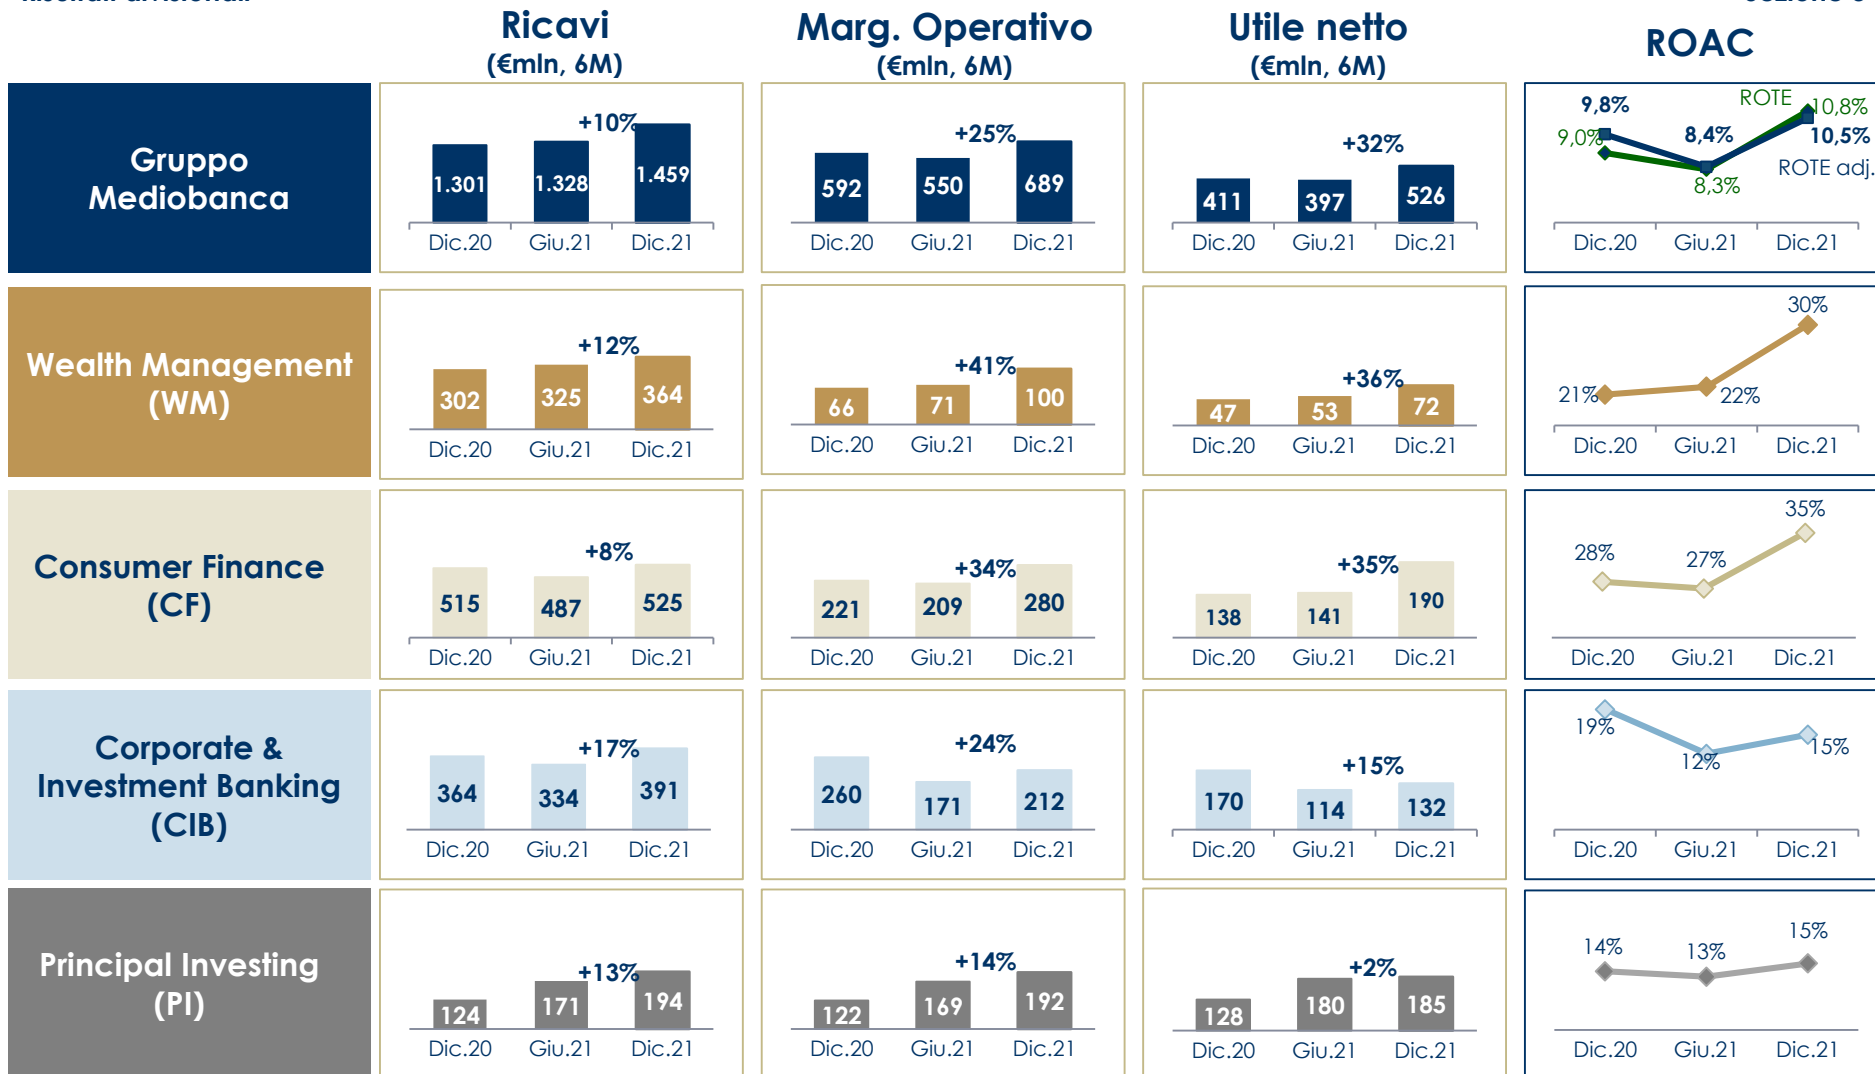 Ricavi
(€mln, 6M)
Marg. Operativo
(€mln, 6M)
Utile netto
(€mln, 6M)
ROAC
Gruppo
Mediobanca
+10%
1.301
1.328
1.459
Dic.20
Giu.21
Dic.21
+25%
592
550
689
Dic.20
Giu.21
Dic.21
+32%
411
397
526
Dic.20
Giu.21
Dic.21
9,8%
ROTE
10,8%
9,0%
8,4%
10,5%
8,3%
ROTE adj.
Dic.20
Giu.21
Dic.21
Wealth Management
(WM)
+12%
302
325
364
Dic.20
Giu.21
Dic.21
+41%
66
71
100
Dic.20
Giu.21
Dic.21
+36%
47
53
72
Dic.20
Giu.21
Dic.21
30%
21%
22%
Dic.20
Giu.21
Dic.21
Consumer Finance
(CF)
+8%
515
487
525
Dic.20
Giu.21
Dic.21
+34%
221
209
280
Dic.20
Giu.21
Dic.21
+35%
138
141
190
Dic.20
Giu.21
Dic.21
28%
27%
35%
Dic.20
Giu.21
Dic.21
Corporate &
Investment Banking
(CIB)
+17%
364
334
391
Dic.20
Giu.21
Dic.21
+24%
260
171
212
Dic.20
Giu.21
Dic.21
+15%
170
114
132
Dic.20
Giu.21
Dic.21
19%
12%
15%
Dic.20
Giu.21
Dic.21
Principal Investing
(PI)
+13%
124
171
194
Dic.20
Giu.21
Dic.21
+14%
122
169
192
Dic.20
Giu.21
Dic.21
+2%
128
180
185
Dic.20
Giu.21
Dic.21
14%
13%
15%
Dic.20
Giu.21
Dic.21